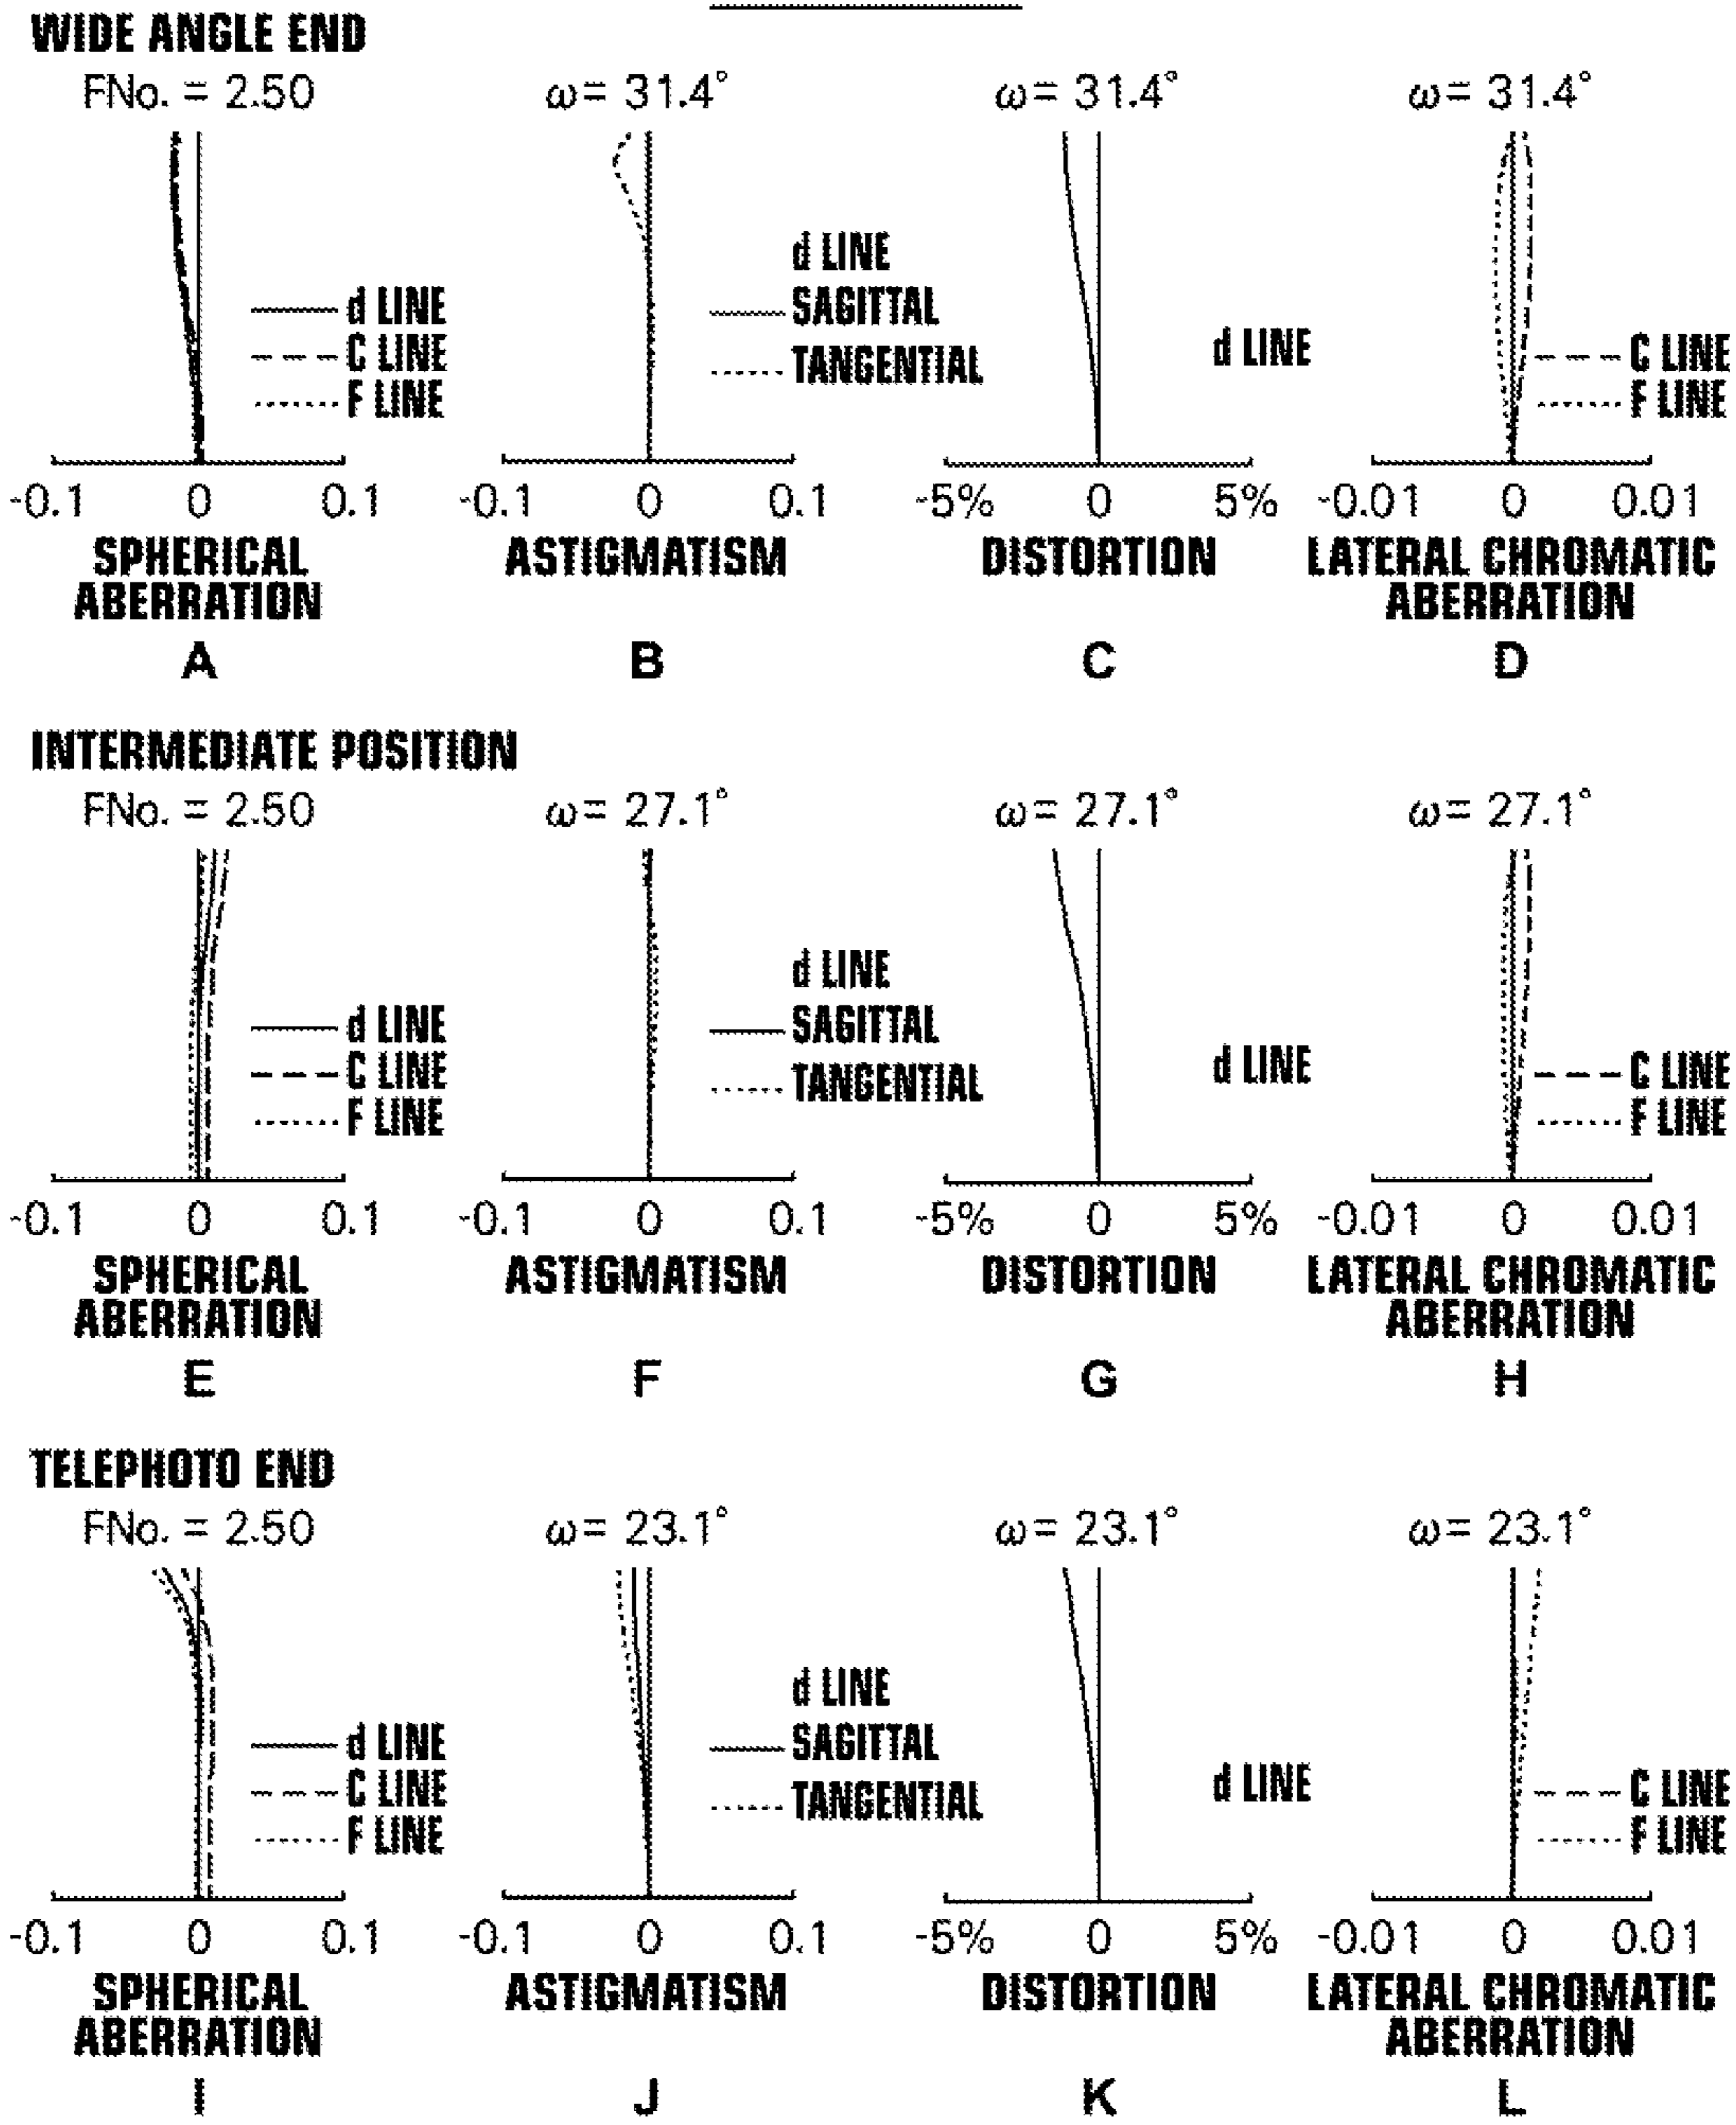 WIDE ANGLE END
FNo. = 2.50 ω= 31.4° ω= 31.4° ω= 31.4°
d LINE
C LINE
F LINE
d LINE
SAGITTAL
TANGENTIAL
d LINE
C LINE
F LINE
-0.1 0 0.1 -0.1 0 0.1 -5% 0 5% -0.01 0 0.01
SPHERICAL ABERRATION ASTIGMATISM DISTORTION LATERAL CHROMATIC ABERRATION
A B C D
INTERMEDIATE POSITION
FNo. = 2.50 ω= 27.1° ω= 27.1° ω= 27.1°
d LINE
C LINE
F LINE
d LINE
SAGITTAL
TANGENTIAL
d LINE
C LINE
F LINE
-0.1 0 0.1 -0.1 0 0.1 -5% 0 5% -0.01 0 0.01
SPHERICAL ABERRATION ASTIGMATISM DISTORTION LATERAL CHROMATIC ABERRATION
E F G H
TELEPHOTO END
FNo. = 2.50 ω= 23.1° ω= 23.1° ω= 23.1°
d LINE
C LINE
F LINE
d LINE
SAGITTAL
TANGENTIAL
d LINE
C LINE
F LINE
-0.1 0 0.1 -0.1 0 0.1 -5% 0 5% -0.01 0 0.01
SPHERICAL ABERRATION ASTIGMATISM DISTORTION LATERAL CHROMATIC ABERRATION
I J K L